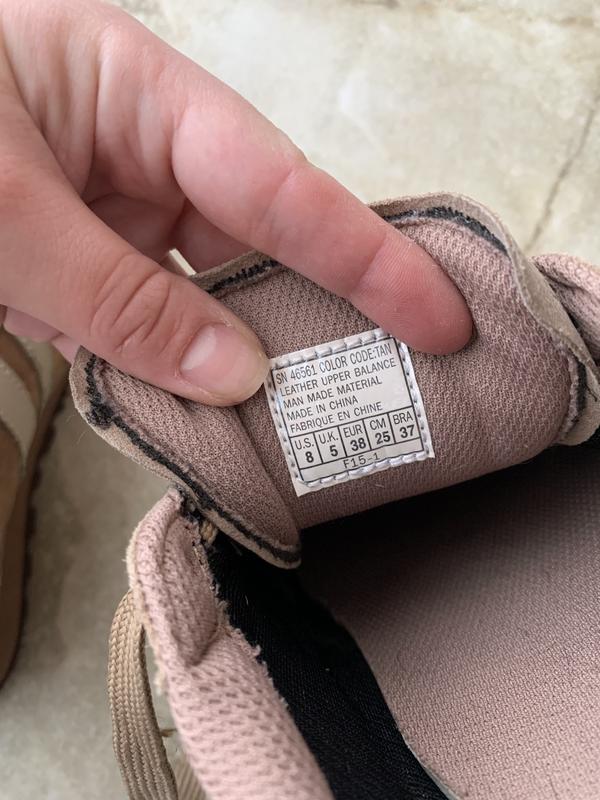 SN 46561 COLOR CODE:TAN
LEATHER UPPER BALANCE
MAN MADE MATERIAL
MADE IN CHINA
FABRIQUE EN CHINE
U.S. U.K. EUR CM BRA
8 5 38 25 37
F15-1